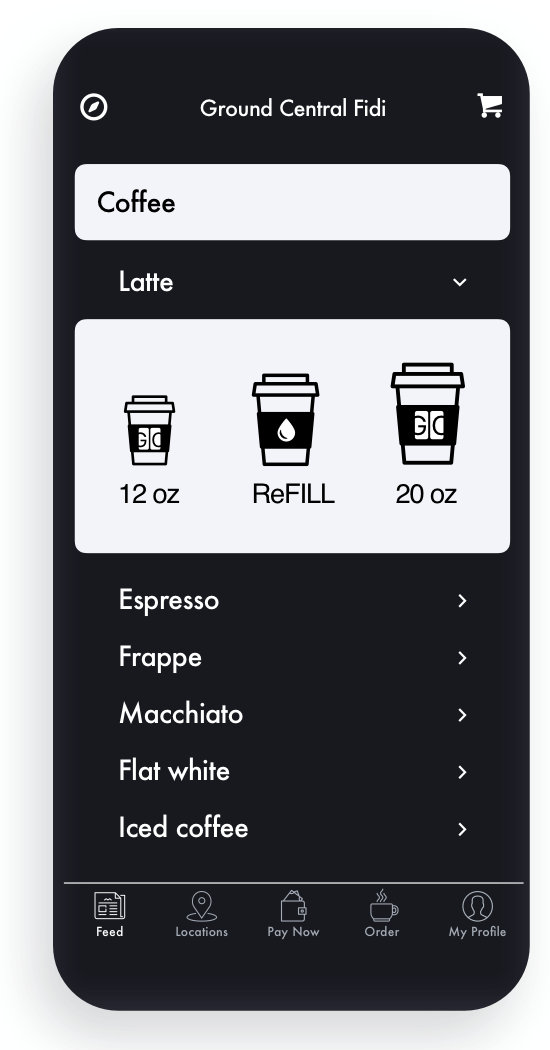 Ground Central Fidi
Coffee
Latte
GC GC
12 oz ReFILL 20 oz
Espresso
Frappe
Macchiato
Flat white
Iced coffee
Feed Locations Pay Now Order My Profile